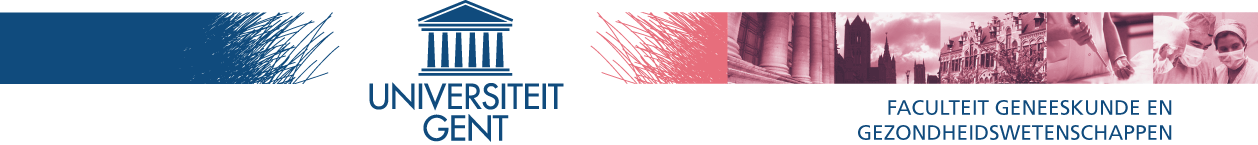 UNIVERSITEIT
GENT
FACULTEIT GENEESKUNDE EN
GEZONDHEIDSWETENSCHAPPEN